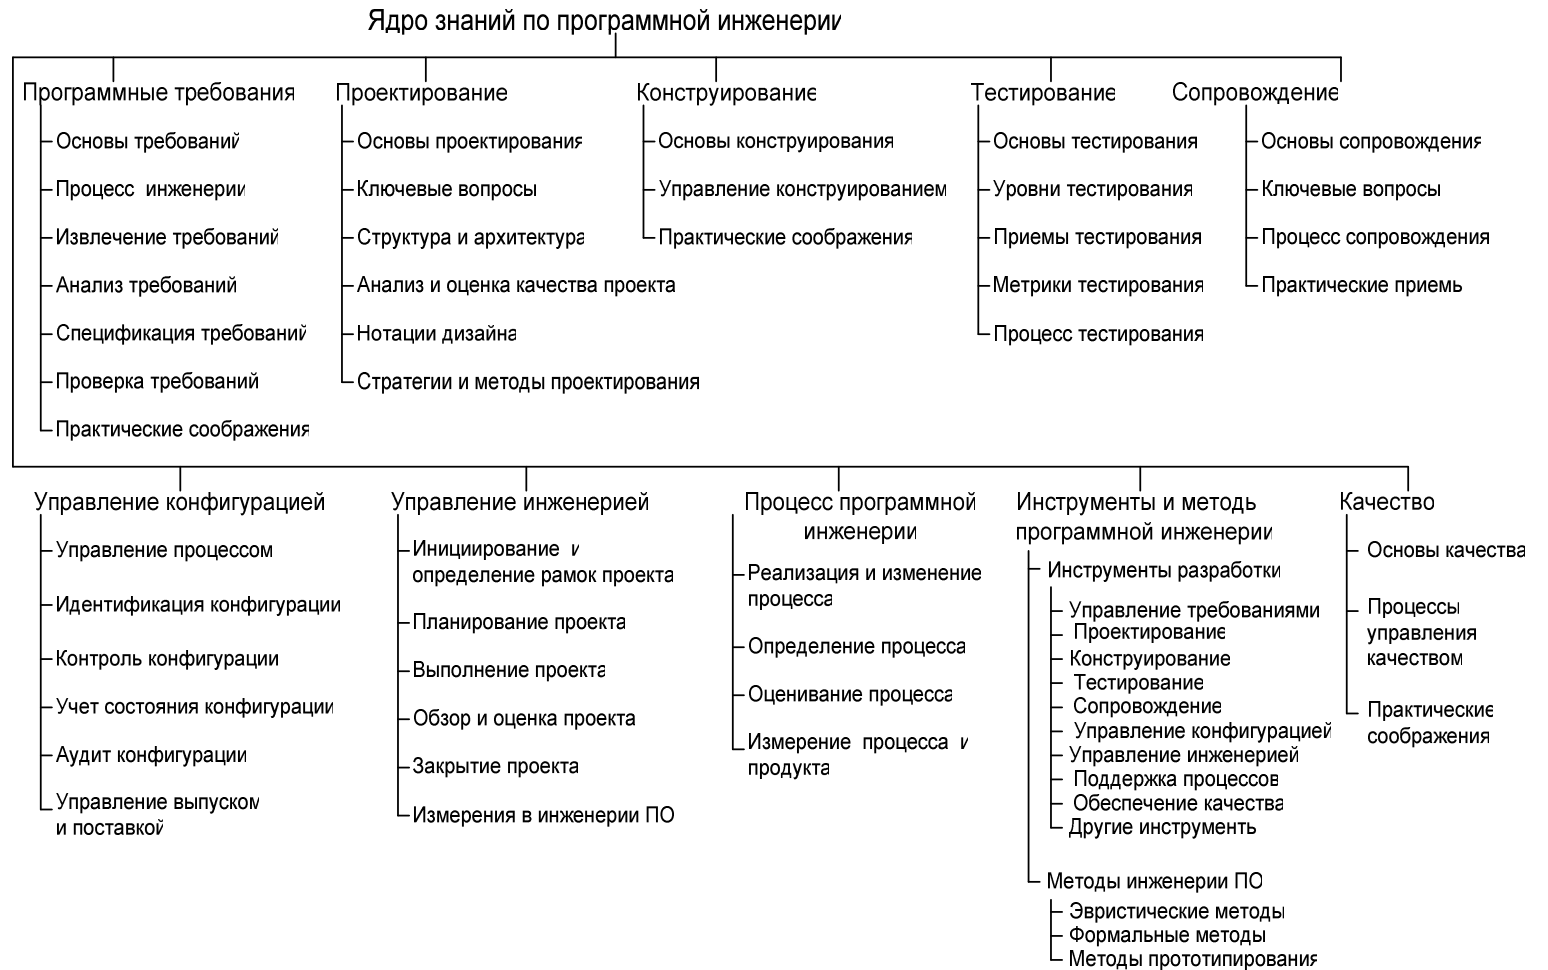 Ядро знаний по программной инженерии
Программные требования
Основы требований
Процесс инженерии
Извлечение требований
Анализ требований
Спецификация требований
Проверка требований
Практические соображения
Проектирование
Основы проектирования
Ключевые вопросы
Структура и архитектура
Анализ и оценка качества проекта
Нотации дизайна
Стратегии и методы проектирования
Конструирование
Основы конструирования
Управление конструированием
Практические соображения
Тестирование
Основы тестирования
Уровни тестирования
Приемы тестирования
Метрики тестирования
Процесс тестирования
Сопровождение
Основы сопровождения
Ключевые вопросы
Процесс сопровождения
Практические приемы
Управление конфигурацией
Управление процессом
Идентификация конфигурации
Контроль конфигурации
Учет состояния конфигурации
Аудит конфигурации
Управление выпуском
и поставкой
Управление инженерией
Инициирование и
определение рамок проекта
Планирование проекта
Выполнение проекта
Обзор и оценка проекта
Закрытие проекта
Измерения в инженерии ПО
Процесс программной
инженерии
Реализация и изменение
процесса
Определение процесса
Оценивание процесса
Измерение процесса и
продукта
Инструменты и методы
программной инженерии
Инструменты разработки
Управление требованиями
Проектирование
Конструирование
Тестирование
Сопровождение
Управление конфигурацией
Управление инженерией
Поддержка процессов
Обеспечение качества
Другие инструменты
Методы инженерии ПО
Эвристические методы
Формальные методы
Методы прототипирования
Качество
Основы качества
Процессы
управления
качеством
Практические
соображения